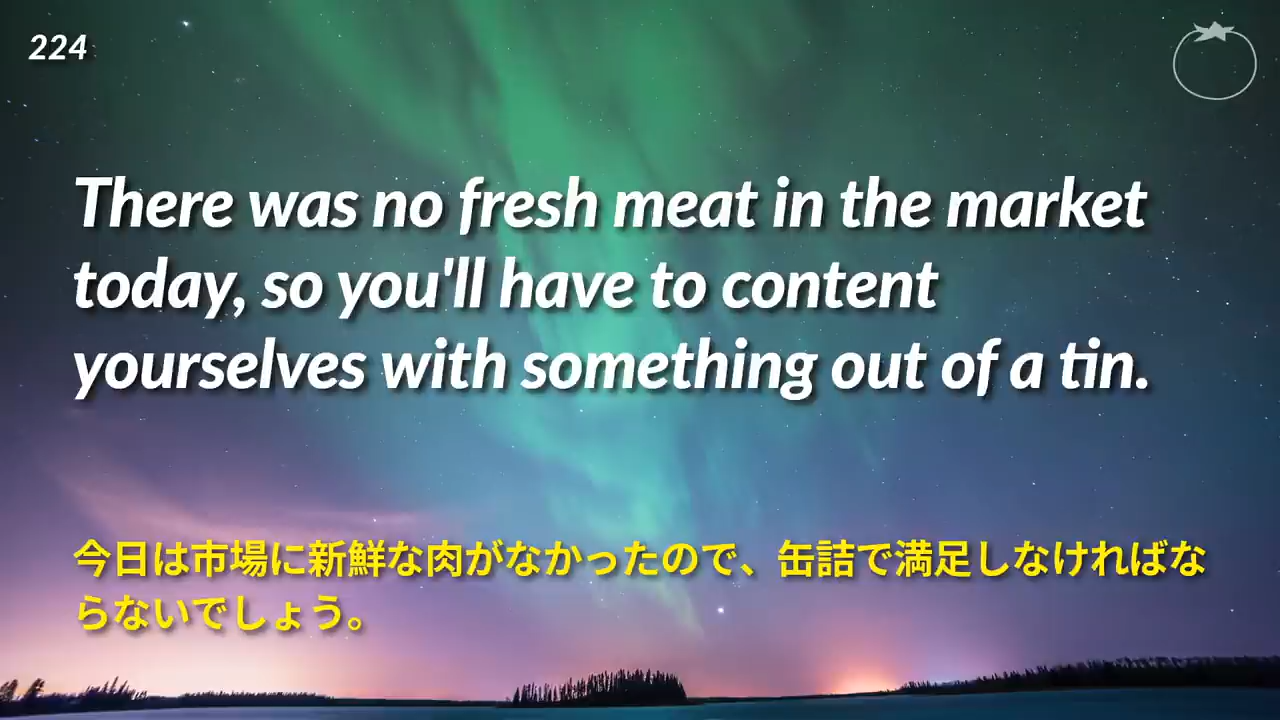 224
There was no fresh meat in the market
today, so you'll have to content
yourselves with something out of a tin.
今日は市場に新鮮な肉がなかったので、缶詰で満足しなければな
らないでしょう。